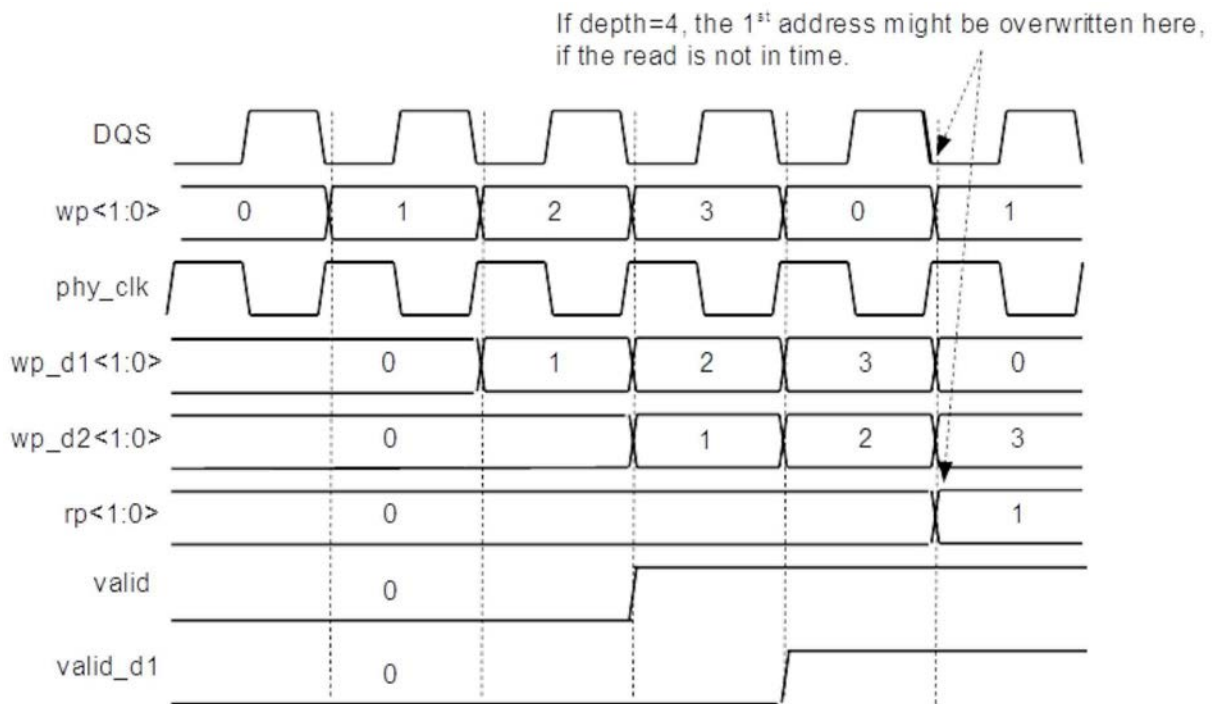 If depth=4, the 1st address might be overwritten here,
if the read is not in time.
DQS
wp<1:0> 0 1 2 3 0 1
phy_clk
wp_d1<1:0> 0 1 2 3 0
wp_d2<1:0> 0 1 2 3
rp<1:0> 0 1
valid 0
valid_d1 0